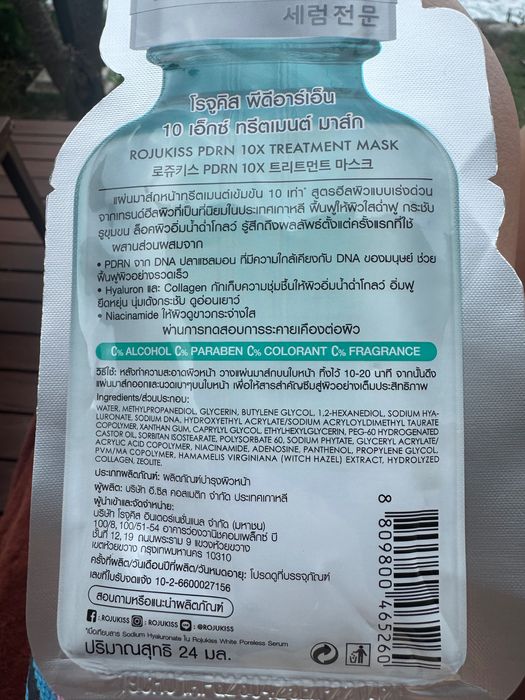 세럼전문
โรจูคิส พีดีอาร์เอ็น
10 เอ็กซ์ ทรีตเมนต์ มาส์ก
ROJUKISS PDRN 10X TREATMENT MASK
로쥬키스 PDRN 10X 트리트먼트 마스크
แผ่นมาส์กหน้าทรีตเมนต์เข้มข้น 10 เท่า* สูตรฮีลผิวแบบเร่งด่วน
จากเทรนด์ฮีลผิวที่เป็นที่นิยมในประเทศเกาหลี ฟื้นฟูให้ผิวใสฉ่ำฟู กระชับ
รูขุมขน ล็อคผิวอิ่มน้ำฉ่ำโกลว์ รู้สึกถึงผลลัพธ์ตั้งแต่ครั้งแรกที่ใช้
ผสานส่วนผสมจาก
• PDRN จาก DNA ปลาแซลมอน ที่มีความใกล้เคียงกับ DNA ของมนุษย์ ช่วย
ฟื้นฟูผิวอย่างรวดเร็ว
• Hyaluron และ Collagen กักเก็บความชุ่มชื้นให้ผิวอิ่มน้ำฉ่ำโกลว์ อิ่มฟู
ยืดหยุ่น นุ่มเด้งกระชับ ดูอ่อนเยาว์
• Niacinamide ให้ผิวดูขาวกระจ่างใส
ผ่านการทดสอบการระคายเคืองต่อผิว
0% ALCOHOL 0% PARABEN 0% COLORANT 0% FRAGRANCE
วิธีใช้: หลังทำความสะอาดผิวหน้า วางแผ่นมาส์กบนใบหน้า ทิ้งไว้ 10-20 นาที จากนั้นดึง
แผ่นมาส์กออกและนวดเบาๆบนใบหน้า เพื่อให้สารสำคัญซึมสู่ผิวอย่างเต็มประสิทธิภาพ
Ingredients/ส่วนประกอบ:
WATER, METHYLPROPANEDIOL, GLYCERIN, BUTYLENE GLYCOL, 1,2-HEXANEDIOL, SODIUM HYA-
LURONATE, SODIUM DNA, HYDROXYETHYL ACRYLATE/SODIUM ACRYLOYLDIMETHYL TAURATE
COPOLYMER, XANTHAN GUM, CAPRYLYL GLYCOL, ETHYLHEXYLGLYCERIN, PEG-60 HYDROGENATED
CASTOR OIL, SORBITAN ISOSTEARATE, POLYSORBATE 60, SODIUM PHYTATE, GLYCERYL ACRYLATE/
ACRYLIC ACID COPOLYMER, NIACINAMIDE, ADENOSINE, PANTHENOL, PROPYLENE GLYCOL,
PVM/MA COPOLYMER, HAMAMELIS VIRGINIANA (WITCH HAZEL) EXTRACT, HYDROLYZED
COLLAGEN, ZEOLITE.
ประเภทผลิตภัณฑ์: ผลิตภัณฑ์บำรุงผิวหน้า
ผู้ผลิต: บริษัท อี.ซีล คอสเมติก จำกัด ประเทศเกาหลี
ผู้นำเข้าและจัดจำหน่าย:
บริษัท โรจูคิส อินเตอร์เนชั่นแนล จำกัด (มหาชน)
100/8, 100/51-54 อาคารว่องวานิชคอมเพล็กซ์ บี
ชั้นที่ 12, 19 ถนนพระราม 9 แขวงห้วยขวาง
เขตห้วยขวาง กรุงเทพมหานคร 10310
ครั้งที่ผลิต/วันเดือนปีที่ผลิต/วันหมดอายุ: โปรดดูที่บรรจุภัณฑ์
เลขที่ใบรับจดแจ้ง 10-2-6600027156
สอบถามหรือแนะนำผลิตภัณฑ์
: ROJUKISS : ROJUKISS : @ROJUKISS
*เมื่อเทียบสาร Sodium Hyaluronate ใน Rojukiss White Poreless Serum
ปริมาณสุทธิ 24 มล.
8 809800 465260